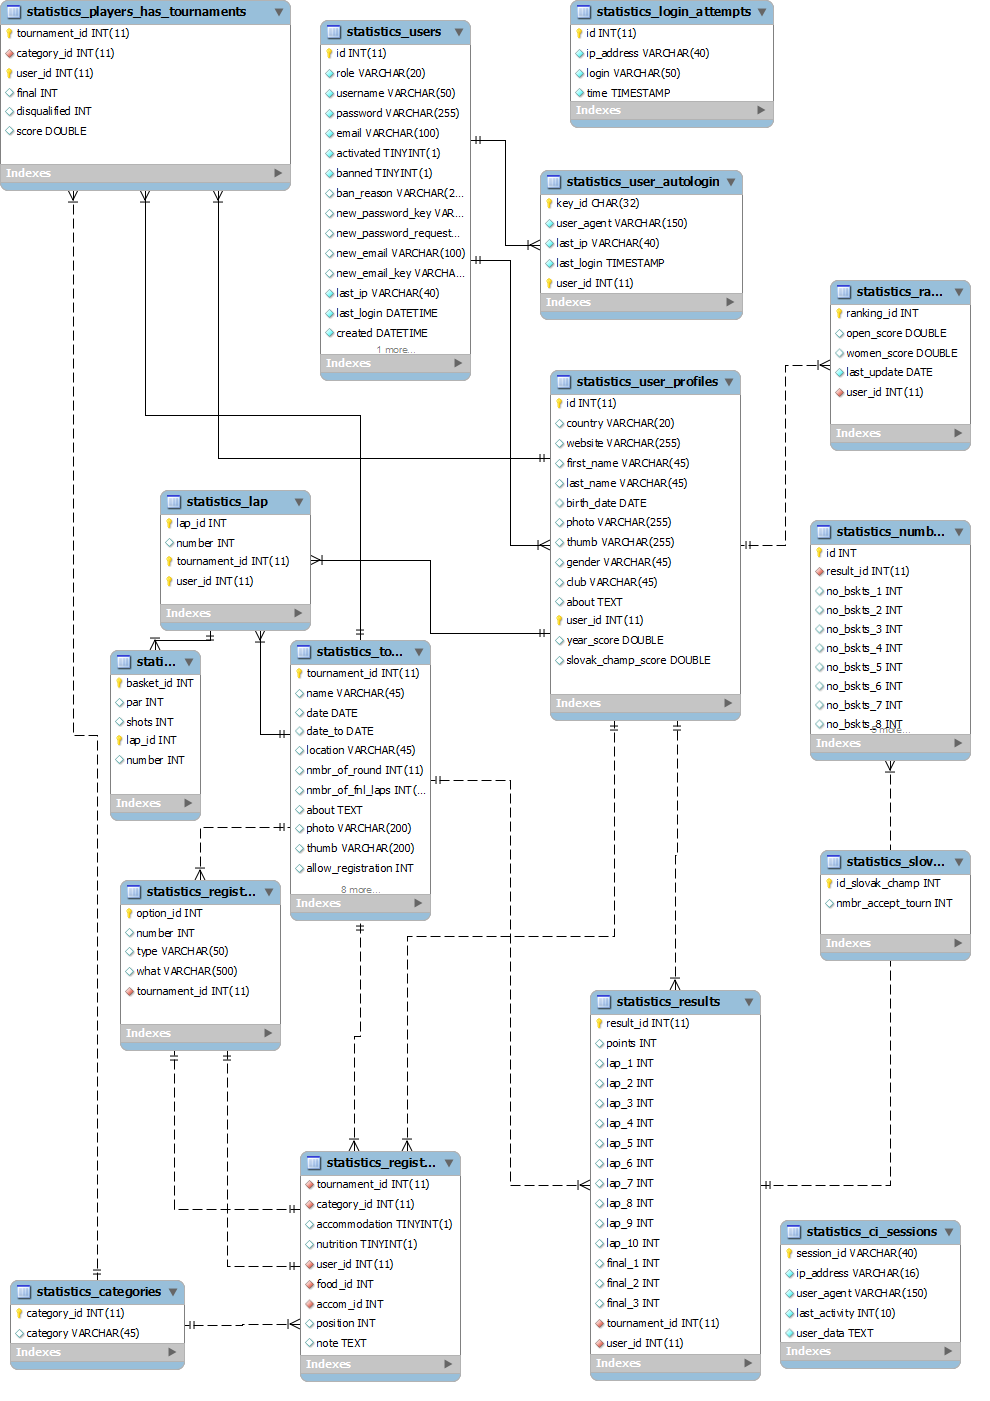 statistics_players_has_tournaments
tournament_id INT(11)
category_id INT(11)
user_id INT(11)
final INT
disqualified INT
score DOUBLE
Indexes
statistics_users
id INT(11)
role VARCHAR(20)
username VARCHAR(50)
password VARCHAR(255)
email VARCHAR(100)
activated TINYINT(1)
banned TINYINT(1)
ban_reason VARCHAR(2...
new_password_key VAR...
new_password_request...
new_email VARCHAR(100)
new_email_key VARCHA...
last_ip VARCHAR(40)
last_login DATETIME
created DATETIME
1 more...
Indexes
statistics_login_attempts
id INT(11)
ip_address VARCHAR(40)
login VARCHAR(50)
time TIMESTAMP
Indexes
statistics_user_autologin
key_id CHAR(32)
user_agent VARCHAR(150)
last_ip VARCHAR(40)
last_login TIMESTAMP
user_id INT(11)
Indexes
statistics_ra...
ranking_id INT
open_score DOUBLE
women_score DOUBLE
last_update DATE
user_id INT(11)
Indexes
statistics_user_profiles
id INT(11)
country VARCHAR(20)
website VARCHAR(255)
first_name VARCHAR(45)
last_name VARCHAR(45)
birth_date DATE
photo VARCHAR(255)
thumb VARCHAR(255)
gender VARCHAR(45)
club VARCHAR(45)
about TEXT
user_id INT(11)
year_score DOUBLE
slovak_champ_score DOUBLE
Indexes
statistics_lap
lap_id INT
number INT
tournament_id INT(11)
user_id INT(11)
Indexes
statistics_numb...
id INT
result_id INT(11)
no_bskts_1 INT
no_bskts_2 INT
no_bskts_3 INT
no_bskts_4 INT
no_bskts_5 INT
no_bskts_6 INT
no_bskts_7 INT
no_bskts_8 INT
more...
Indexes
stati...
basket_id INT
par INT
shots INT
lap_id INT
number INT
Indexes
statistics_to...
tournament_id INT(11)
name VARCHAR(45)
date DATE
date_to DATE
location VARCHAR(45)
nmbr_of_round INT(11)
nmbr_of_fnl_laps INT(...
about TEXT
photo VARCHAR(200)
thumb VARCHAR(200)
allow_registration INT
8 more...
Indexes
statistics_slov...
id_slovak_champ INT
nmbr_accept_tourn INT
Indexes
statistics_regist...
option_id INT
number INT
type VARCHAR(50)
what VARCHAR(500)
tournament_id INT(11)
Indexes
statistics_results
result_id INT(11)
points INT
lap_1 INT
lap_2 INT
lap_3 INT
lap_4 INT
lap_5 INT
lap_6 INT
lap_7 INT
lap_8 INT
lap_9 INT
lap_10 INT
final_1 INT
final_2 INT
final_3 INT
tournament_id INT(11)
user_id INT(11)
Indexes
statistics_regist...
tournament_id INT(11)
category_id INT(11)
accommodation TINYINT(1)
nutrition TINYINT(1)
user_id INT(11)
food_id INT
accom_id INT
position INT
note TEXT
Indexes
statistics_ci_sessions
session_id VARCHAR(40)
ip_address VARCHAR(16)
user_agent VARCHAR(150)
last_activity INT(10)
user_data TEXT
Indexes
statistics_categories
category_id INT(11)
category VARCHAR(45)
Indexes